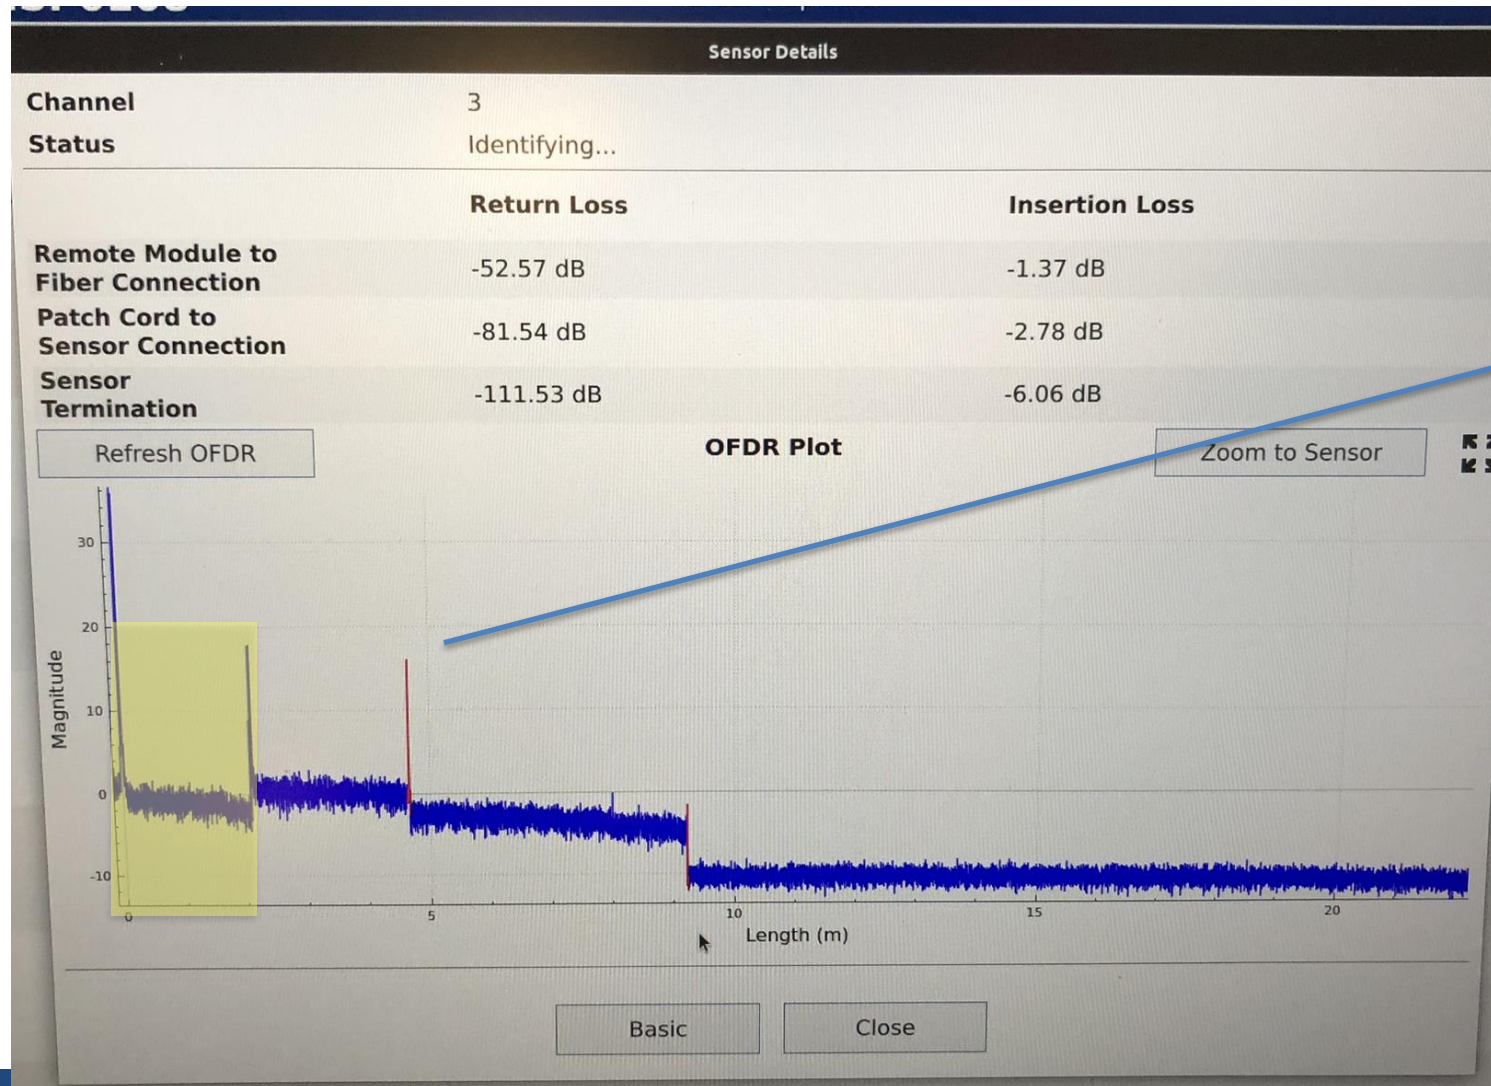 Sensor Details
Channel 3
Status Identifying...
Return Loss Insertion Loss
Remote Module to
Fiber Connection -52.57 dB -1.37 dB
Patch Cord to
Sensor Connection -81.54 dB -2.78 dB
Sensor
Termination -111.53 dB -6.06 dB
Refresh OFDR OFDR Plot Zoom to Sensor
30
20
10
0
-10
Magnitude
0 5 10 15 20
Length (m)
Basic Close